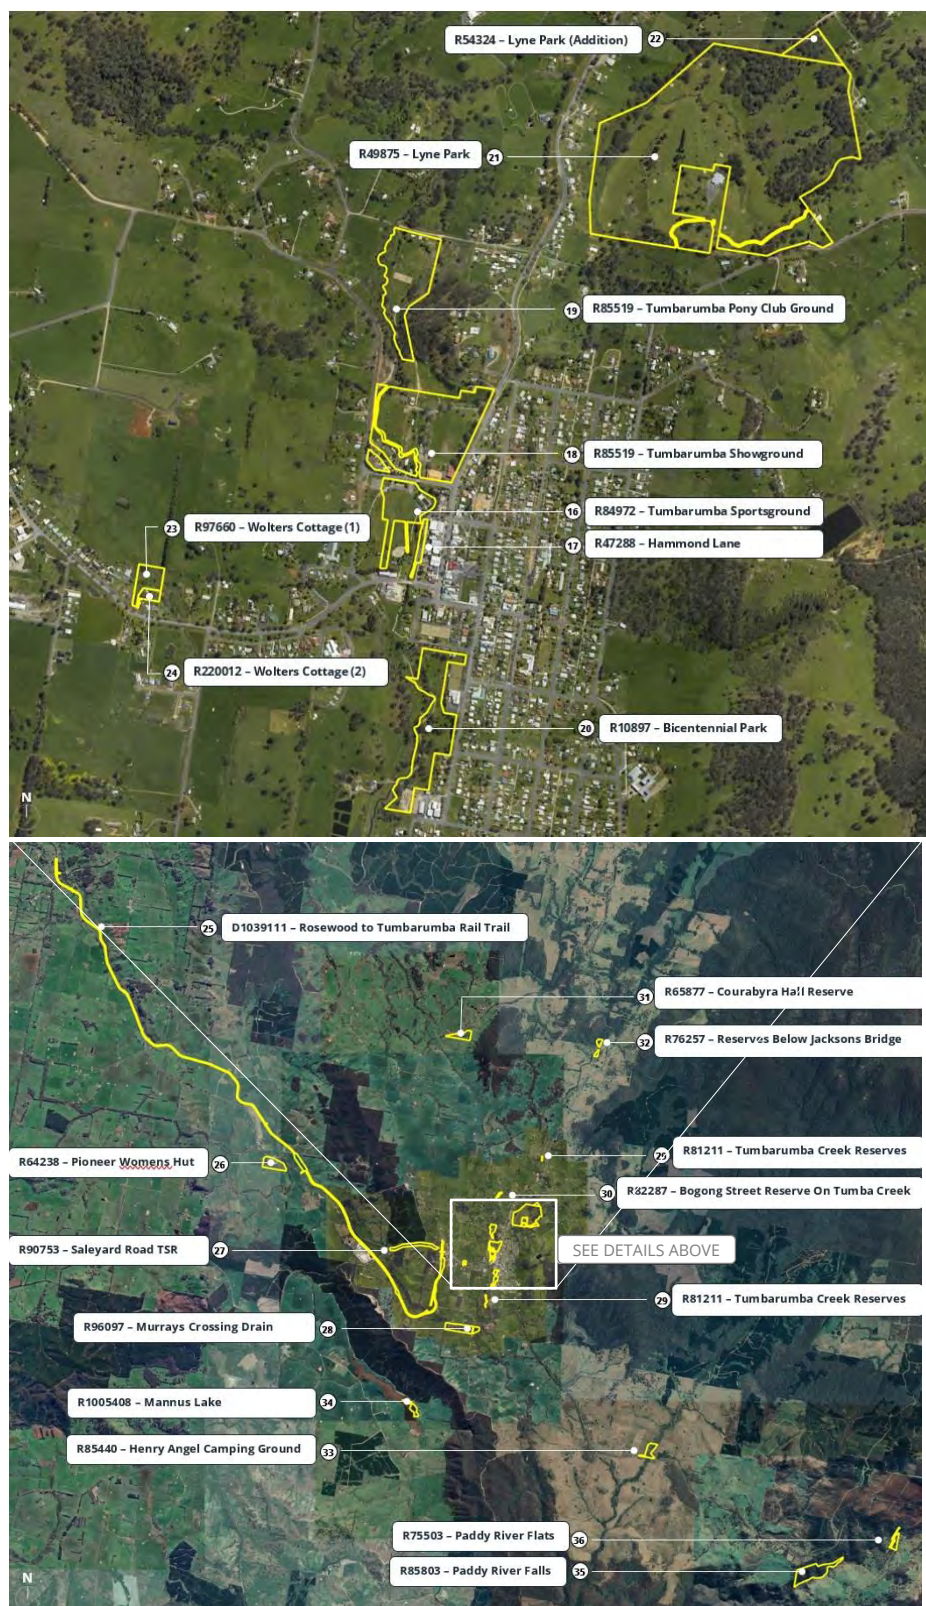 R54324 – Lyne Park (Addition) 22
R49875 – Lyne Park 21
19 R85519 – Tumbarumba Pony Club Ground
18 R85519 – Tumbarumba Showground
16 R84972 – Tumbarumba Sportsground
23 R97660 – Wolters Cottage (1)
17 R47288 – Hammond Lane
24 R220012 – Wolters Cottage (2)
20 R10897 – Bicentennial Park
N
25 D1039111 – Rosewood to Tumbarumba Rail Trail
31 R65877 – Courabyra Hall Reserve
32 R76257 – Reserves Below Jacksons Bridge
29 R81211 – Tumbarumba Creek Reserves
R64238 – Pioneer Womens Hut 26
30 R82287 – Bogong Street Reserve On Tumba Creek
R90753 – Saleyard Road TSR 27
SEE DETAILS ABOVE
29 R81211 – Tumbarumba Creek Reserves
R96097 – Murrays Crossing Drain 28
R1005408 – Mannus Lake 34
R85440 – Henry Angel Camping Ground 33
R75503 – Paddy River Flats 36
R85803 – Paddy River Falls 35
N